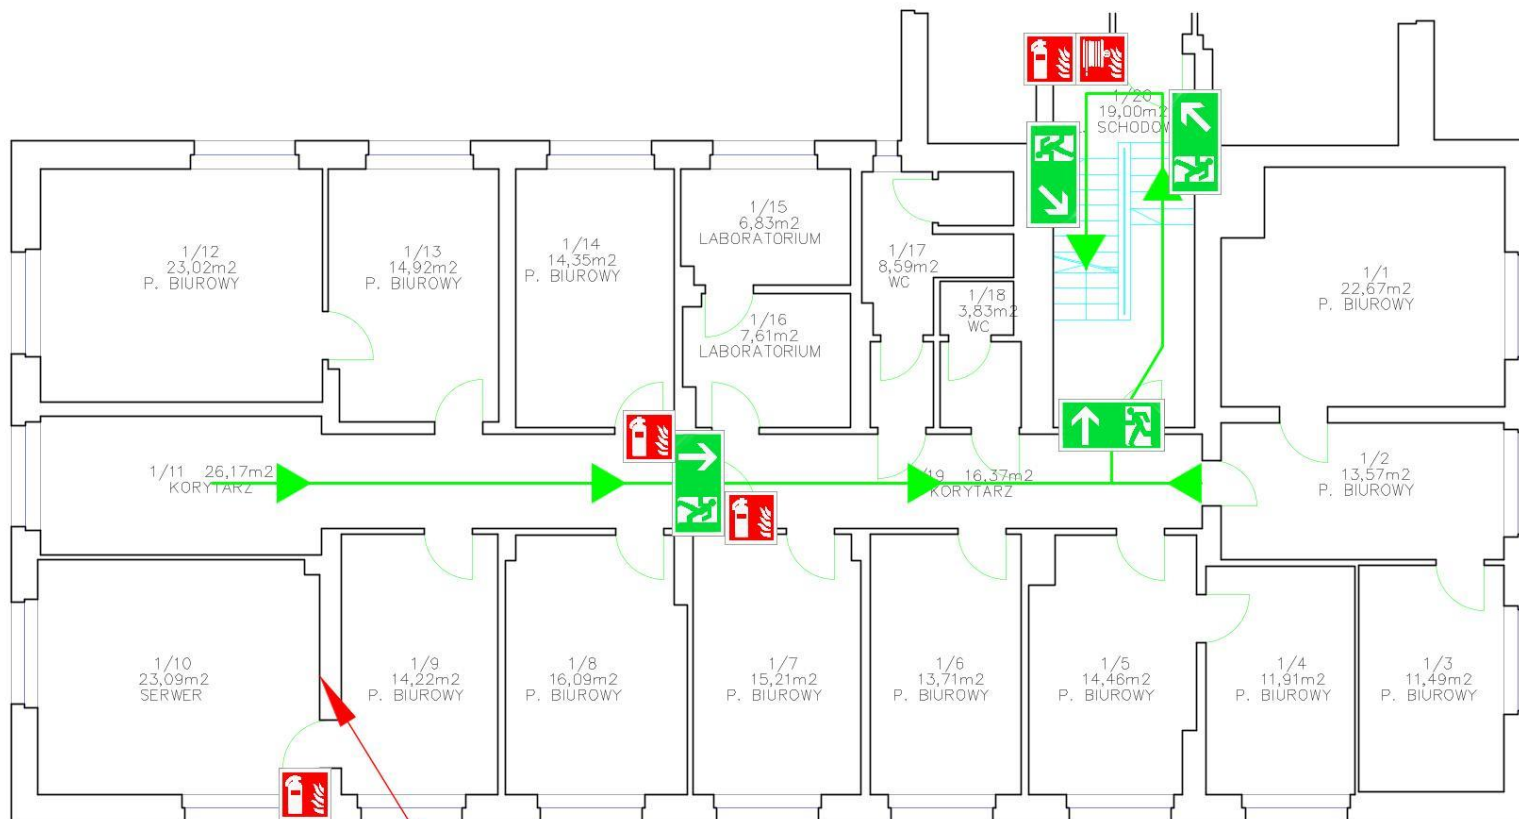 1/20
19,00m2
. SCHODOW
1/12
23,02m2
P. BIUROWY
1/13
14,92m2
P. BIUROWY
1/14
14,35m2
P. BIUROWY
1/15
6,83m2
LABORATORIUM
1/16
7,61m2
LABORATORIUM
1/17
8,59m2
WC
1/18
3,83m2
WC
1/1
22,67m2
P. BIUROWY
1/2
13,57m2
P. BIUROWY
1/11 26,17m2
KORYTARZ
/19 16,37m2
KORYTARZ
1/10
23,09m2
SERWER
1/9
14,22m2
P. BIUROWY
1/8
16,09m2
P. BIUROWY
1/7
15,21m2
P. BIUROWY
1/6
13,71m2
P. BIUROWY
1/5
14,46m2
P. BIUROWY
1/4
11,91m2
P. BIUROWY
1/3
11,49m2
P. BIUROWY